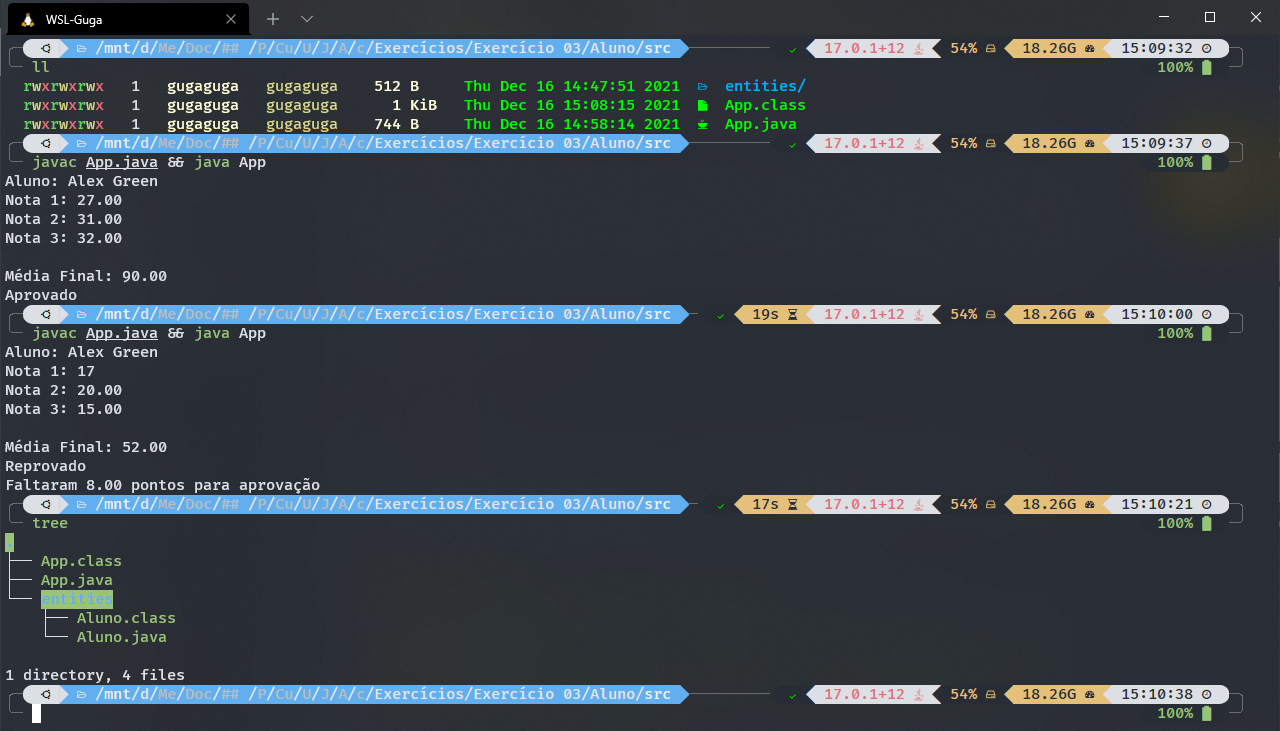 WSL-Guga
/mnt/d/Me/Doc/## /P/Cu/U/J/A/c/Exercícios/Exercício 03/Aluno/src 17.0.1+12 54% 18.26G 15:09:32
ll 100%
rwxrwxrwx 1 gugaguga gugaguga 512 B Thu Dec 16 14:47:51 2021 entities/
rwxrwxrwx 1 gugaguga gugaguga 1 KiB Thu Dec 16 15:08:15 2021 App.class
rwxrwxrwx 1 gugaguga gugaguga 744 B Thu Dec 16 14:58:14 2021 App.java
/mnt/d/Me/Doc/## /P/Cu/U/J/A/c/Exercícios/Exercício 03/Aluno/src 17.0.1+12 54% 18.26G 15:09:37
javac App.java && java App 100%
Aluno: Alex Green
Nota 1: 27.00
Nota 2: 31.00
Nota 3: 32.00
Média Final: 90.00
Aprovado
/mnt/d/Me/Doc/## /P/Cu/U/J/A/c/Exercícios/Exercício 03/Aluno/src 19s 17.0.1+12 54% 18.26G 15:10:00
javac App.java && java App 100%
Aluno: Alex Green
Nota 1: 17
Nota 2: 20.00
Nota 3: 15.00
Média Final: 52.00
Reprovado
Faltaram 8.00 pontos para aprovação
/mnt/d/Me/Doc/## /P/Cu/U/J/A/c/Exercícios/Exercício 03/Aluno/src 17s 17.0.1+12 54% 18.26G 15:10:21
tree 100%
.
├── App.class
├── App.java
└── entities
├── Aluno.class
└── Aluno.java
1 directory, 4 files
/mnt/d/Me/Doc/## /P/Cu/U/J/A/c/Exercícios/Exercício 03/Aluno/src 17.0.1+12 54% 18.26G 15:10:38
100%